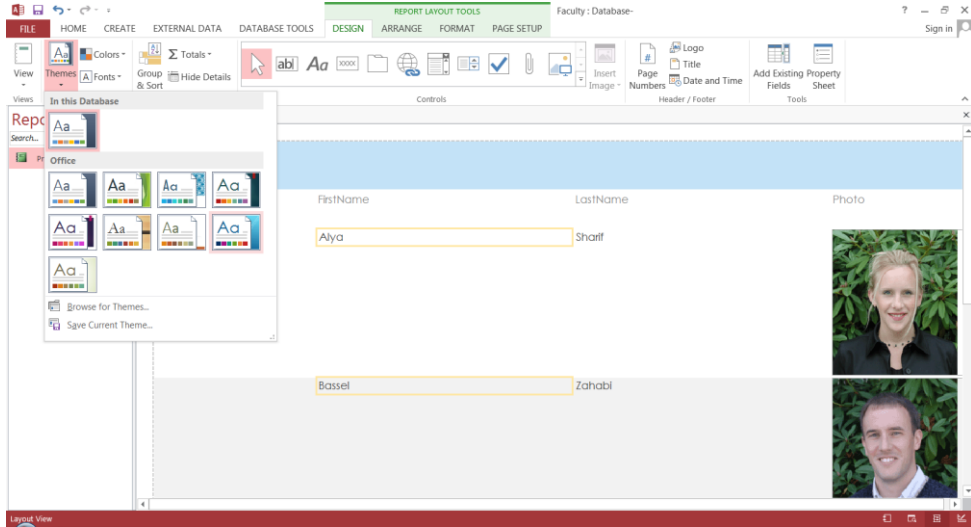 REPORT LAYOUT TOOLS
Faculty : Database-
FILE HOME CREATE EXTERNAL DATA DATABASE TOOLS DESIGN ARRANGE FORMAT PAGE SETUP Sign in
View
Views
Themes
Colors
Fonts
Group & Sort
Totals
Hide Details
ab
Aa
xxxx
Insert Image
Controls
Page Numbers
Logo
Title
Date and Time
Header / Footer
Add Existing Fields
Property Sheet
Tools
Repo
Search...
Pr
In this Database
Aa
Office
Aa Aa Aa Aa
Aa Aa Aa Aa
Aa
Browse for Themes...
Save Current Theme...
FirstName LastName Photo
Alya Sharif
Bassel Zahabi
Layout View